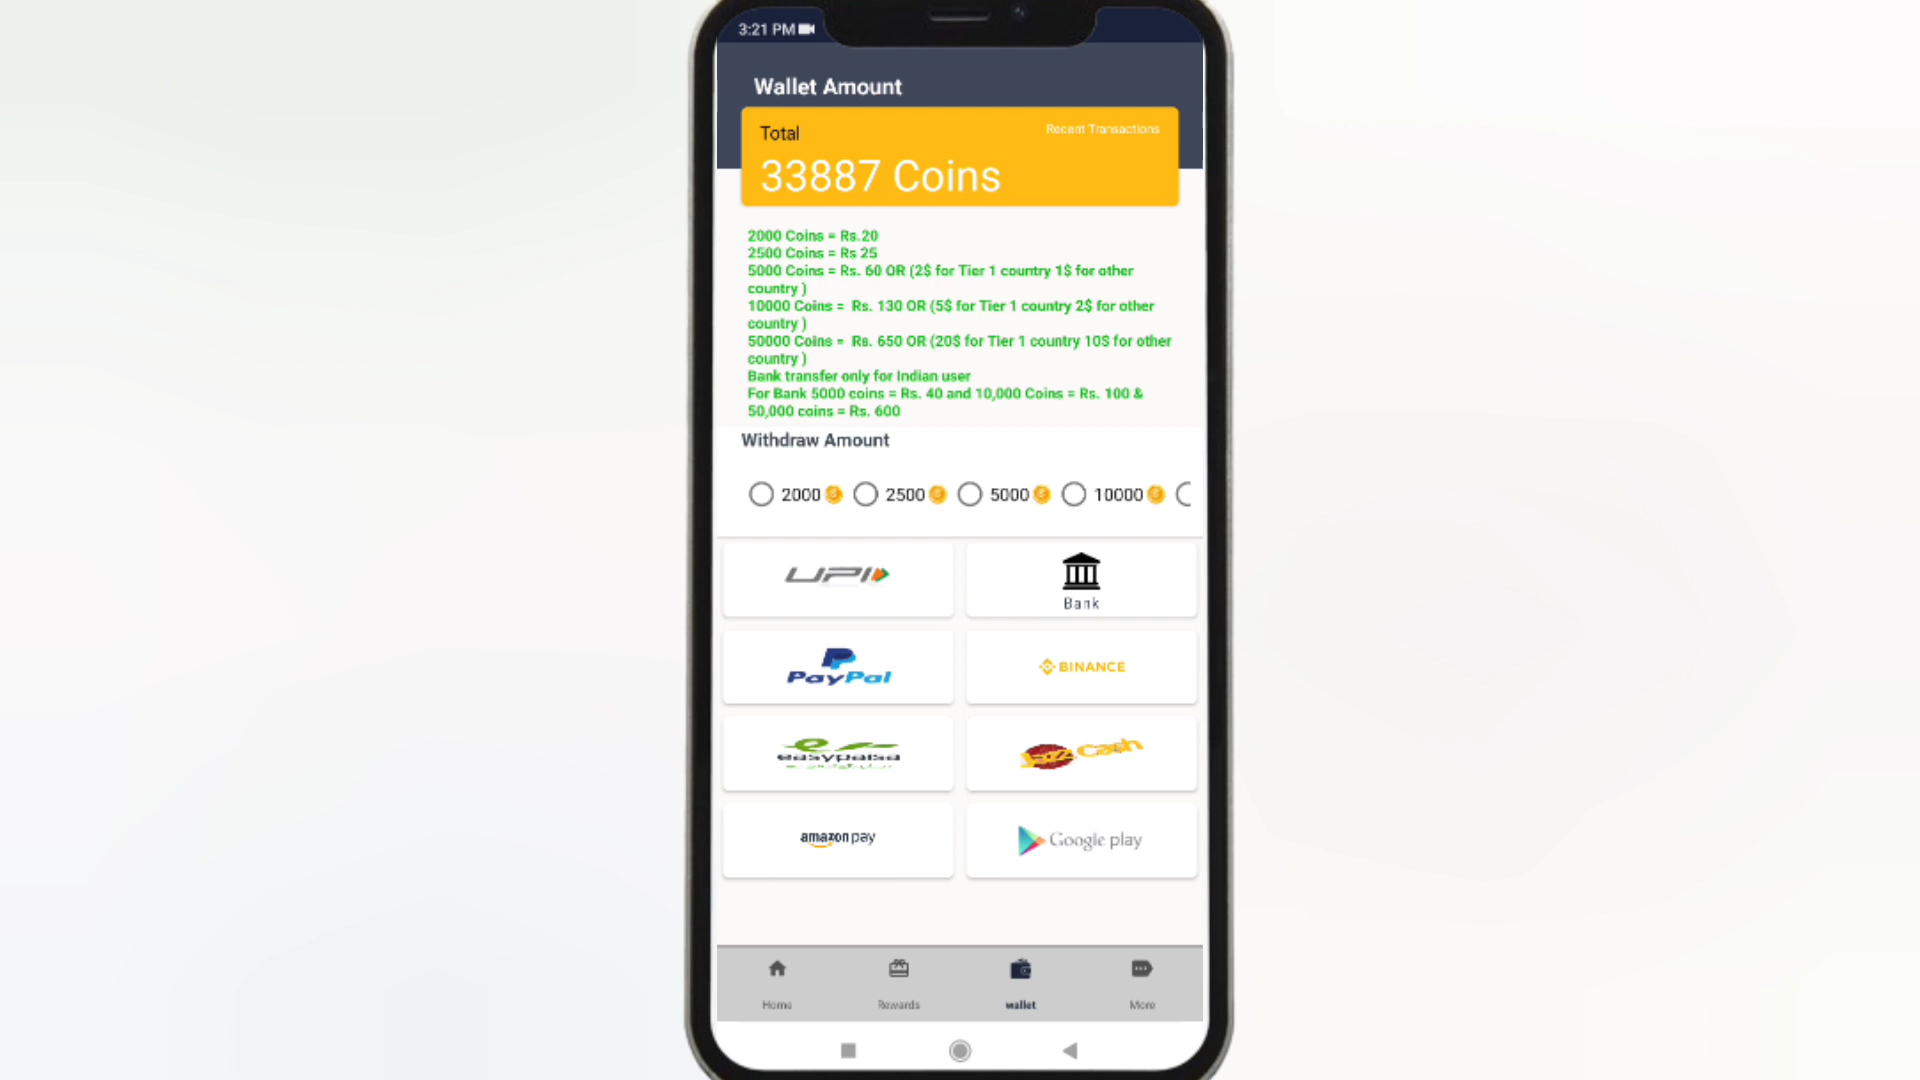 3:21 PM
Wallet Amount
Total
Recent Transactions
33887 Coins
2000 Coins = Rs.20
2500 Coins = Rs 25
5000 Coins = Rs. 60 OR (2$ for Tier 1 country 1$ for other
country )
10000 Coins = Rs. 130 OR (5$ for Tier 1 country 2$ for other
country )
50000 Coins = Rs. 650 OR (20$ for Tier 1 country 10$ for other
country )
Bank transfer only for Indian user
For Bank 5000 coins = Rs. 40 and 10,000 Coins = Rs. 100 &
50,000 coins = Rs. 600
Withdraw Amount
2000 2500 5000 10000
UPI
Bank
PayPal
BINANCE
easypaisa
Jazz Cash
amazon pay
Google play
Home Rewards wallet More